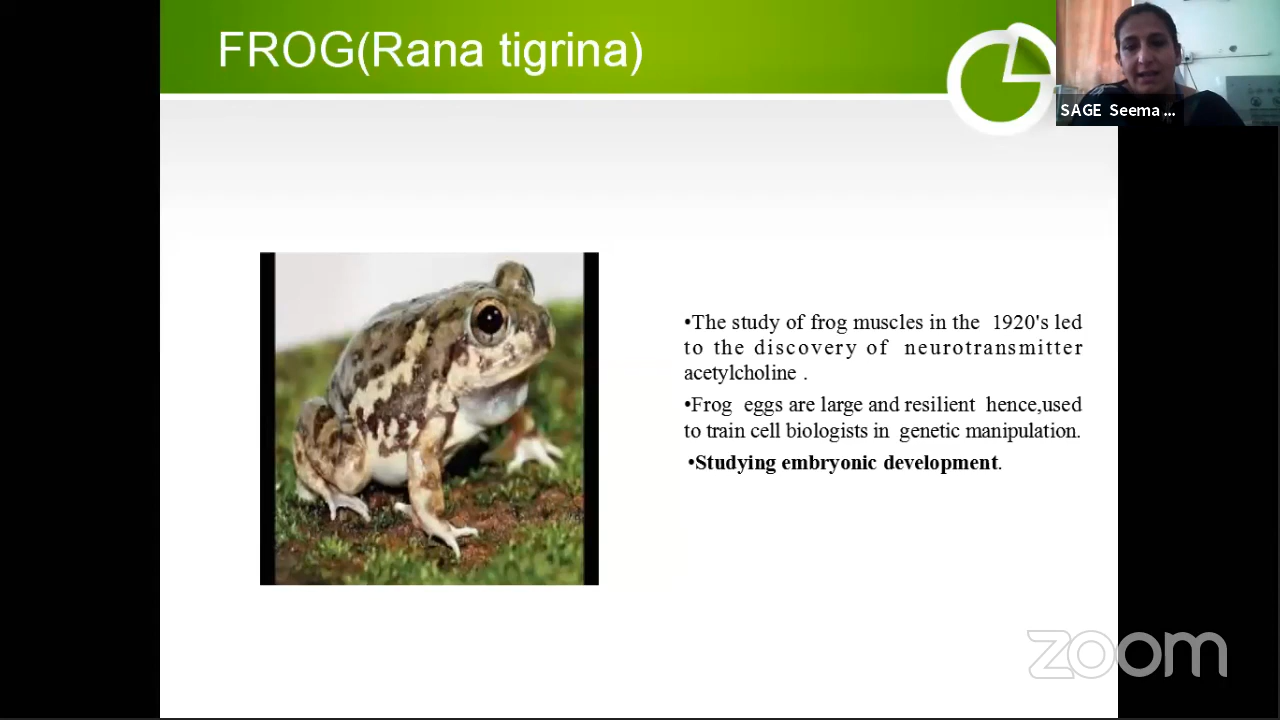 FROG(Rana tigrina)
SAGE Seema ...
•The study of frog muscles in the 1920's led
to the discovery of neurotransmitter
acetylcholine .
•Frog eggs are large and resilient hence,used
to train cell biologists in genetic manipulation.
•Studying embryonic development.
zoom